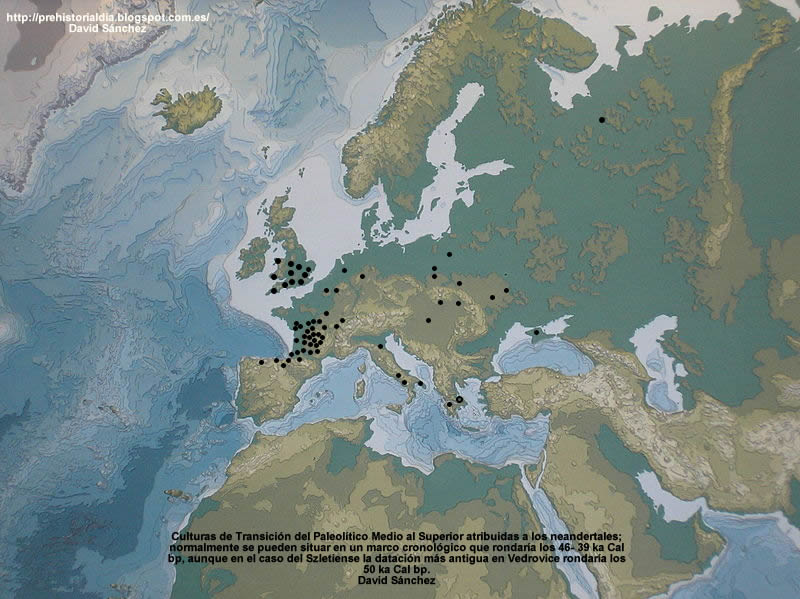 http://prehistorialdia.blogspot.com.es/
David Sánchez
Culturas de Transición del Paleolítico Medio al Superior atribuidas a los neandertales;
normalmente se pueden situar en un marco cronológico que rondaría los 46- 39 ka Cal
bp, aunque en el caso del Szletiense la datación más antigua en Vedrovice rondaría los
50 ka Cal bp.
David Sánchez